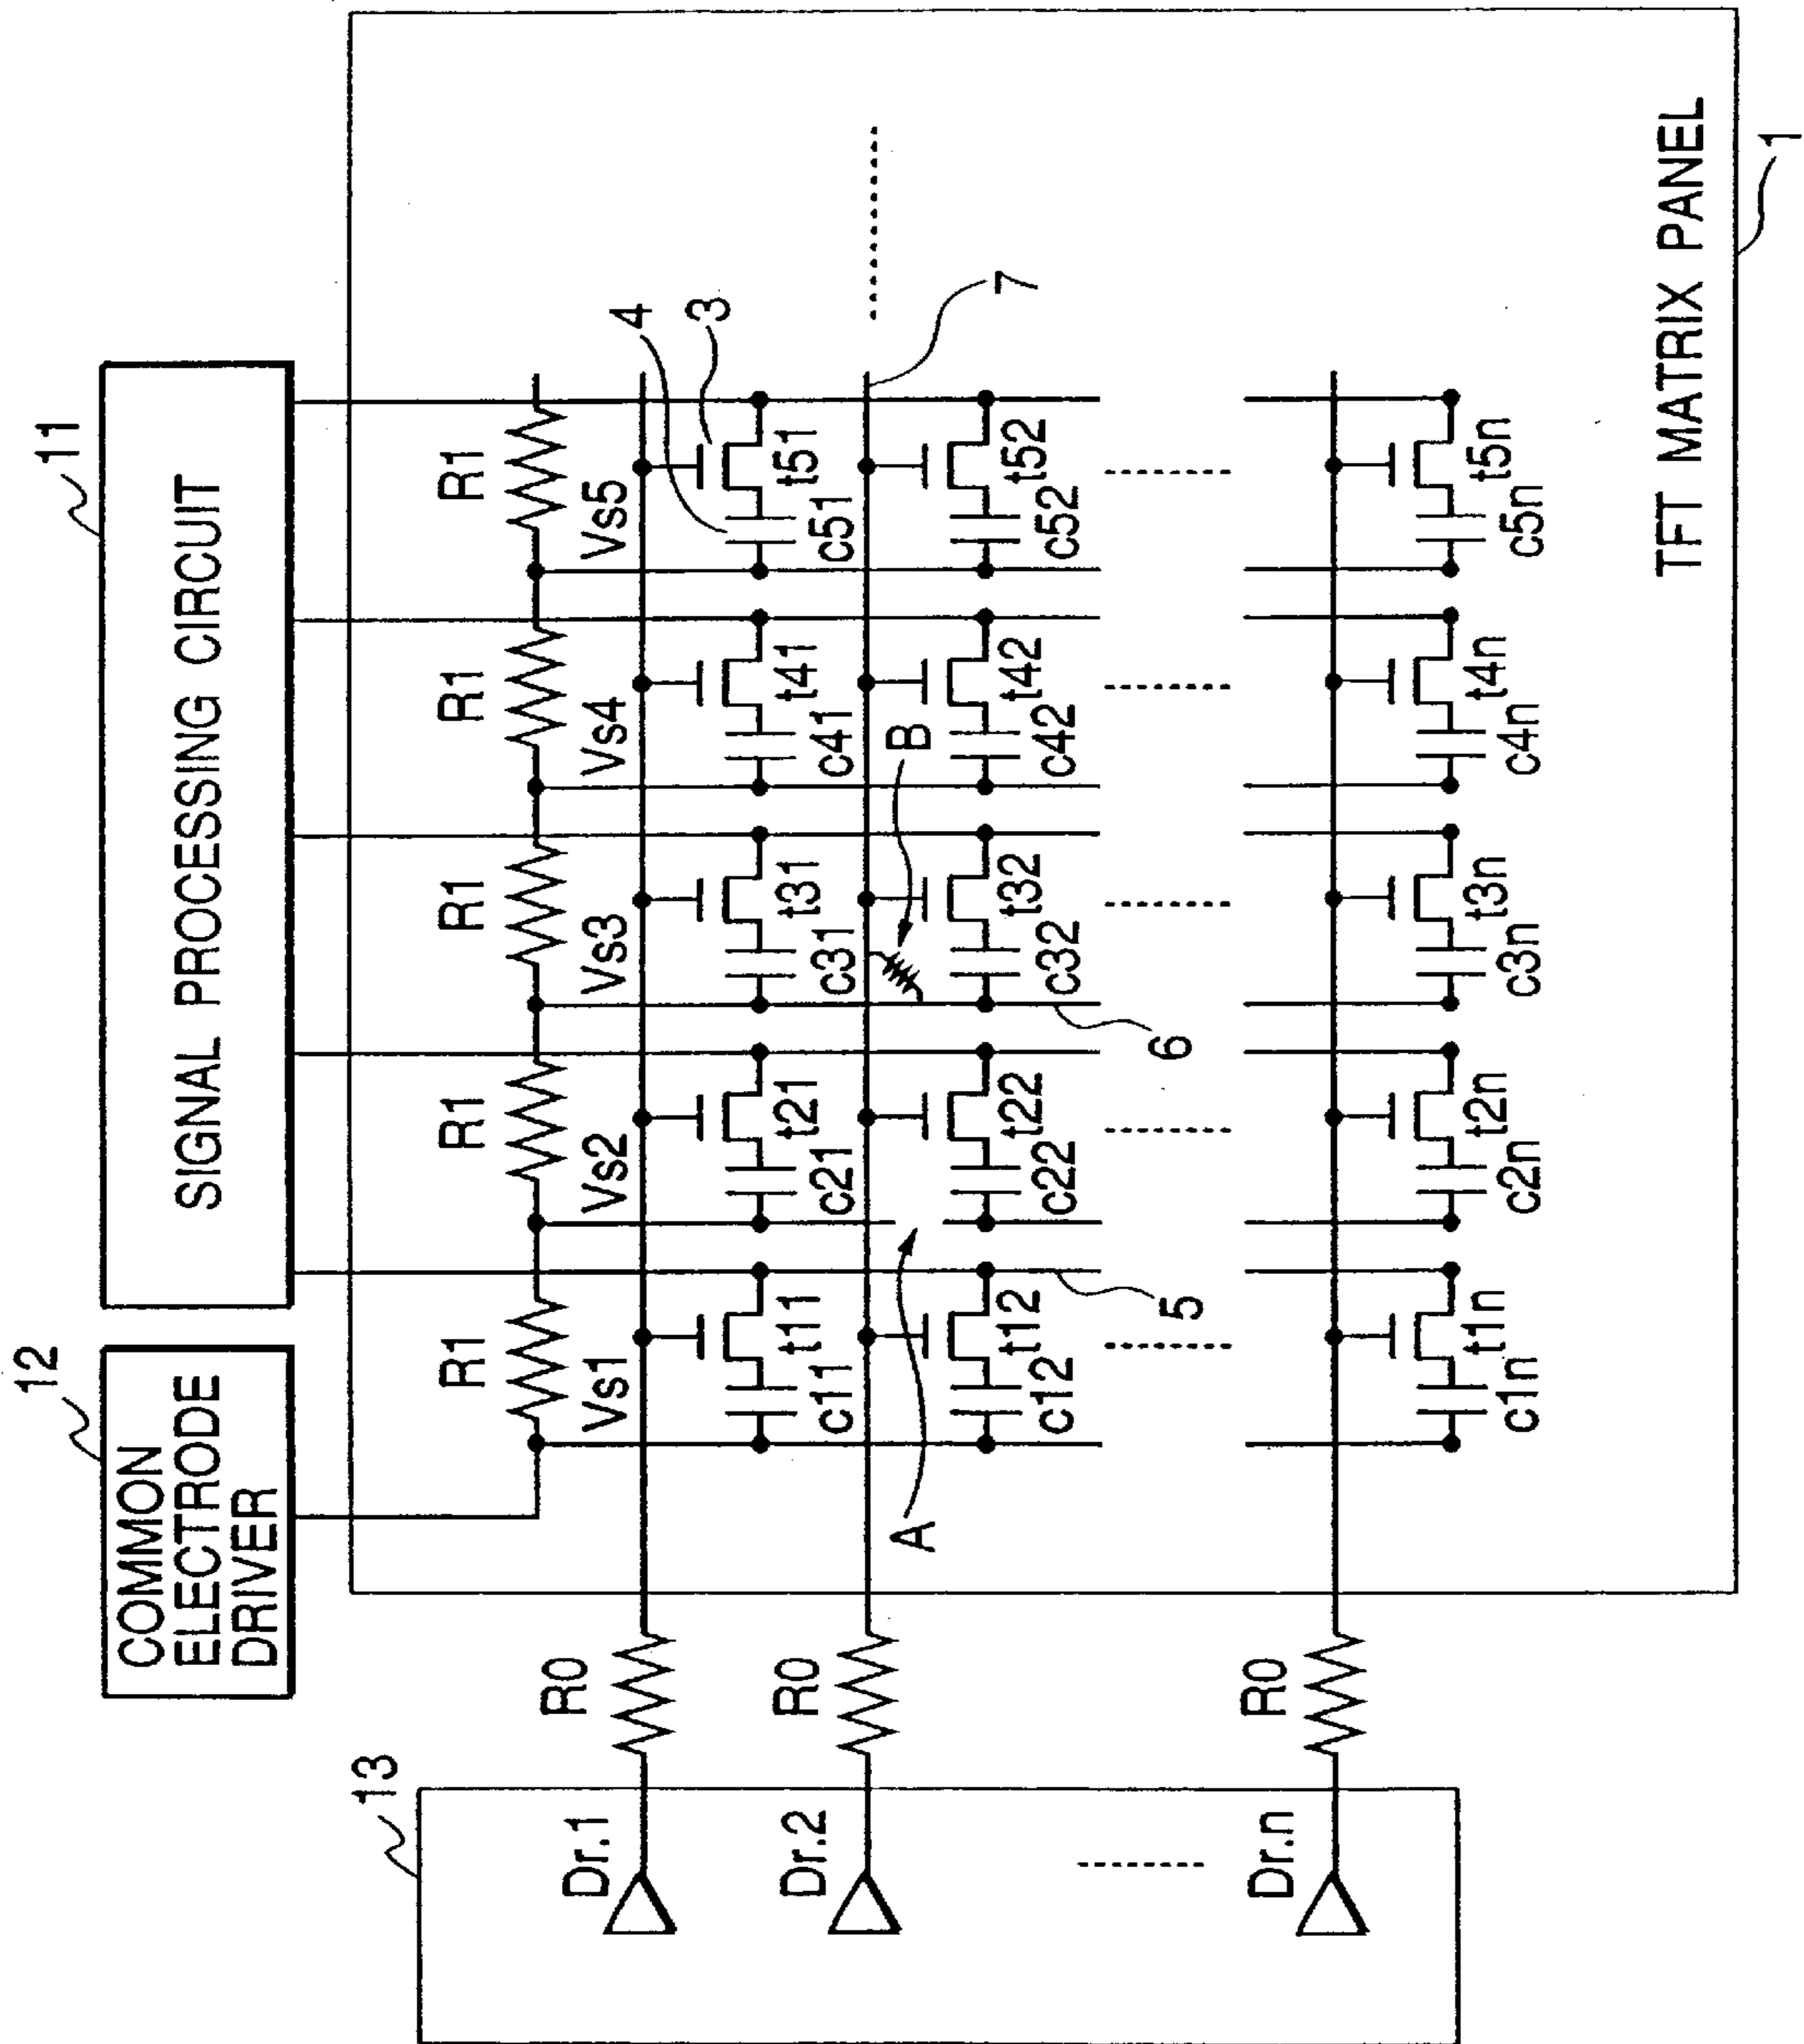 11
SIGNAL PROCESSING CIRCUIT
12
COMMON
ELECTRODE
DRIVER
R1 R1 R1 R1 R1
Vs1 Vs2 Vs3 Vs4 Vs5
4
3
t11 t21 t31 t41 t51
c11 c21 c31 c41 c51
7
A
B
t12 t22 t32 t42 t52
c12 c22 c32 c42 c52
5
6
t1n t2n t3n t4n t5n
c1n c2n c3n c4n c5n
13
Dr.1 R0
Dr.2 R0
Dr.n R0
TFT MATRIX PANEL
1